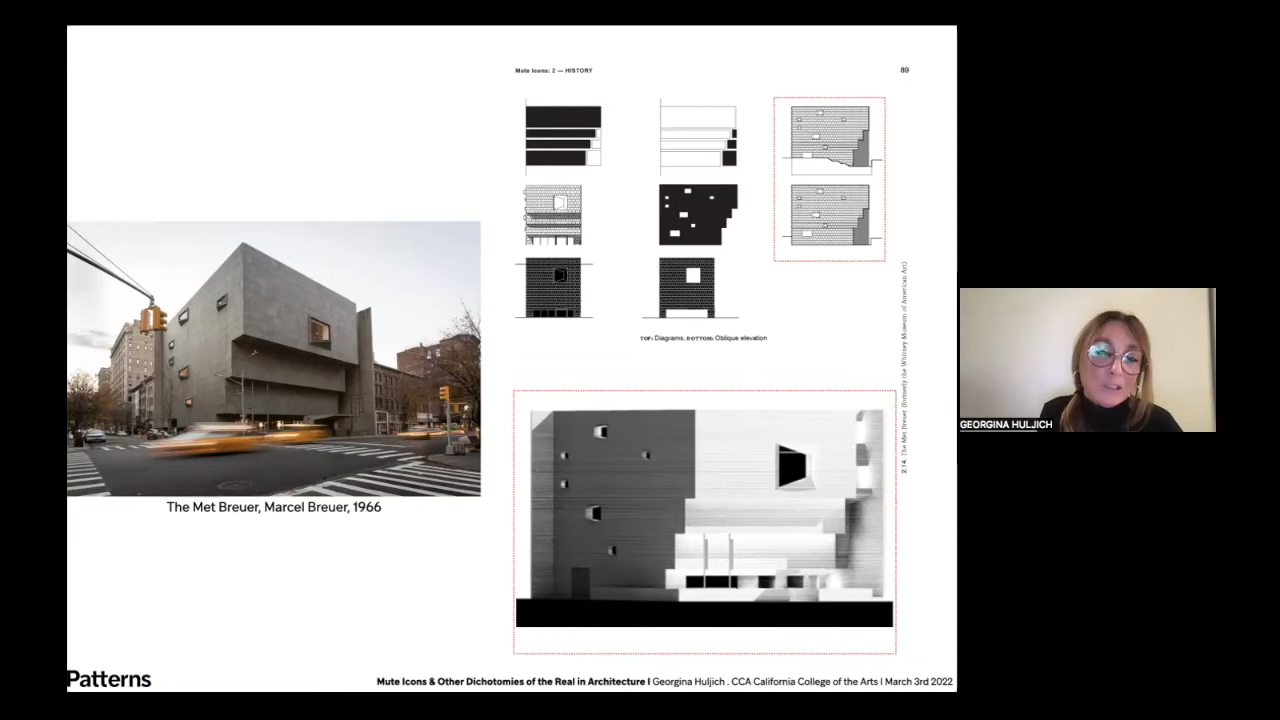 Mute Icons: 2 — HISTORY
89
TOP: Diagrams, BOTTOM: Oblique elevation
2.14. The Met Breuer (formerly the Whitney Museum of American Art)
The Met Breuer, Marcel Breuer, 1966
GEORGINA HULJICH
Patterns
Mute Icons & Other Dichotomies of the Real in Architecture I Georgina Huljich . CCA California College of the Arts I March 3rd 2022